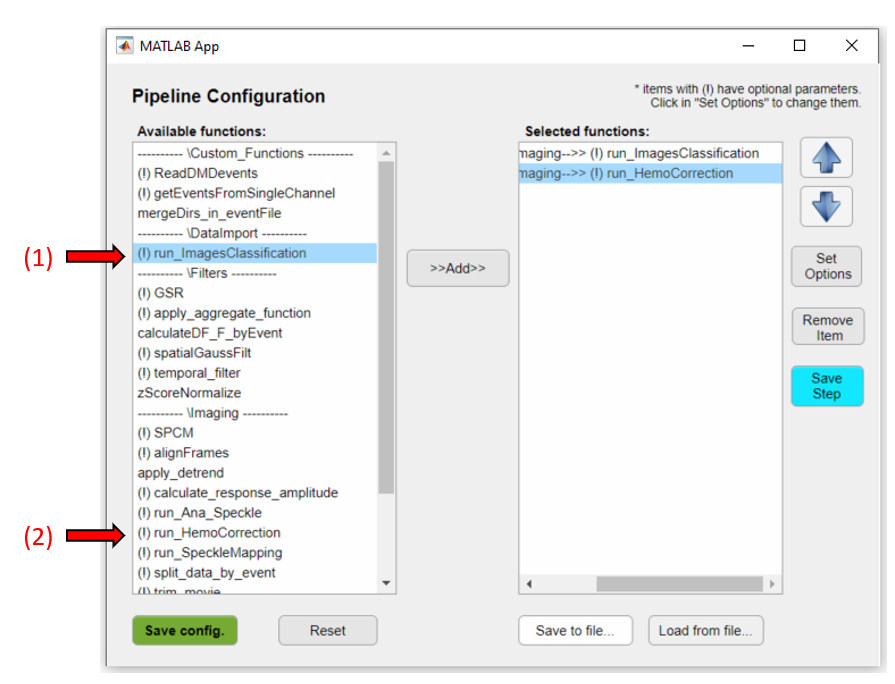 MATLAB App
Pipeline Configuration
* items with (!) have optional parameters.
Click in "Set Options" to change them.
Available functions:
---------- \Custom_Functions ----------
(!) ReadDMDevents
(!) getEventsFromSingleChannel
mergeDirs_in_eventFile
---------- \DataImport ----------
(!) run_ImagesClassification
---------- \Filters ----------
(!) GSR
(!) apply_aggregate_function
calculateDF_F_byEvent
(!) spatialGaussFilt
(!) temporal_filter
zScoreNormalize
---------- \Imaging ----------
(!) SPCM
(!) alignFrames
apply_detrend
(!) calculate_response_amplitude
(!) run_Ana_Speckle
(!) run_HemoCorrection
(!) run_SpeckleMapping
(!) split_data_by_event
(!) trim_movie
(1)
(2)
>>Add>>
Selected functions:
maging-->> (!) run_ImagesClassification
maging-->> (!) run_HemoCorrection
Set
Options
Remove
Item
Save
Step
Save config.
Reset
Save to file...
Load from file...